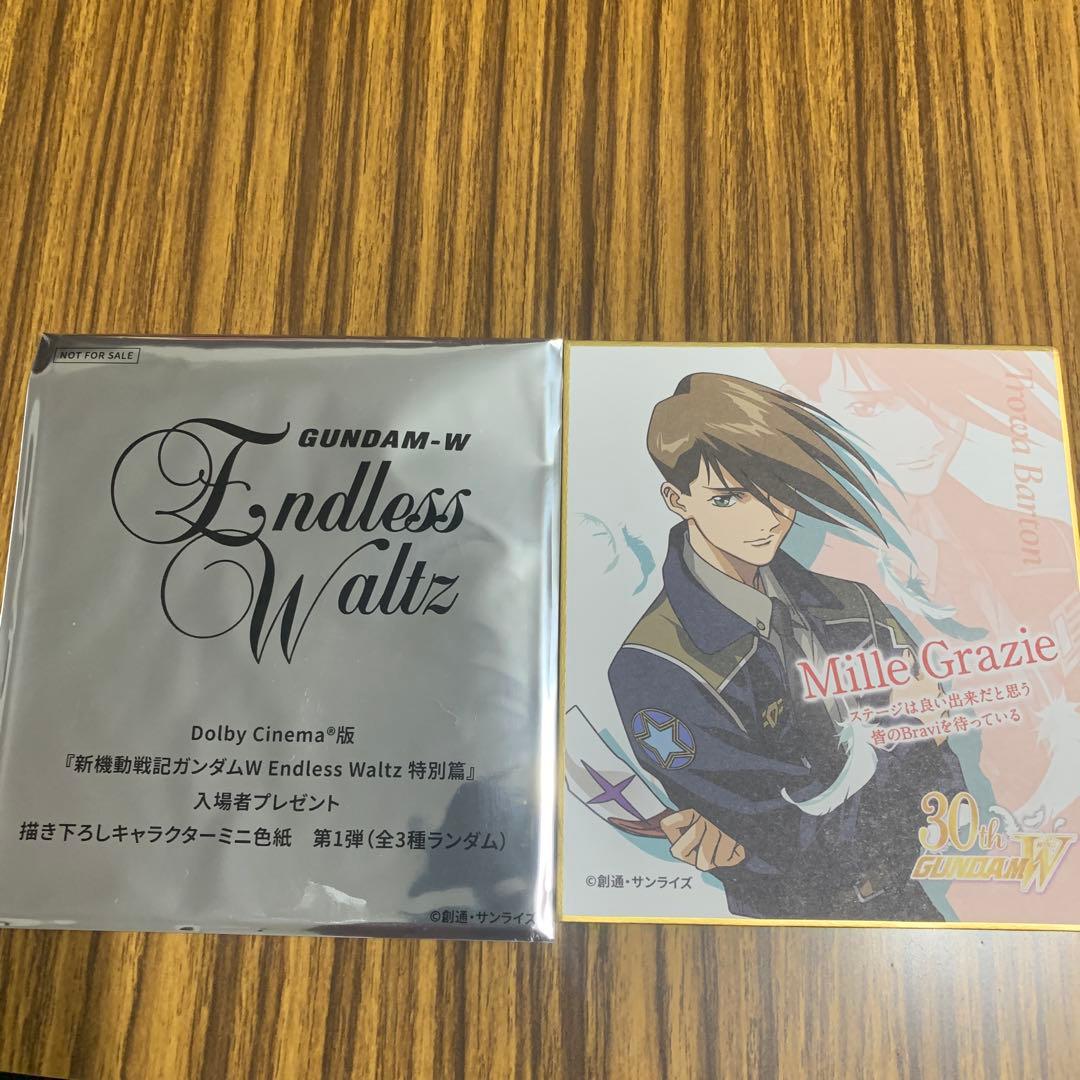 NOT FOR SALE
GUNDAM-W
Endless
Waltz
Dolby Cinema®版
『新機動戦記ガンダムW Endless Waltz 特別篇』
入場者プレゼント
描き下ろしキャラクターミニ色紙 第1弾(全3種ランダム)
©創通・サンライズ
Trowa Barton
Mille Grazie
ステージは良い出来だと思う
皆のBraviを待っている
30th
GUNDAM W
©創通・サンライズ